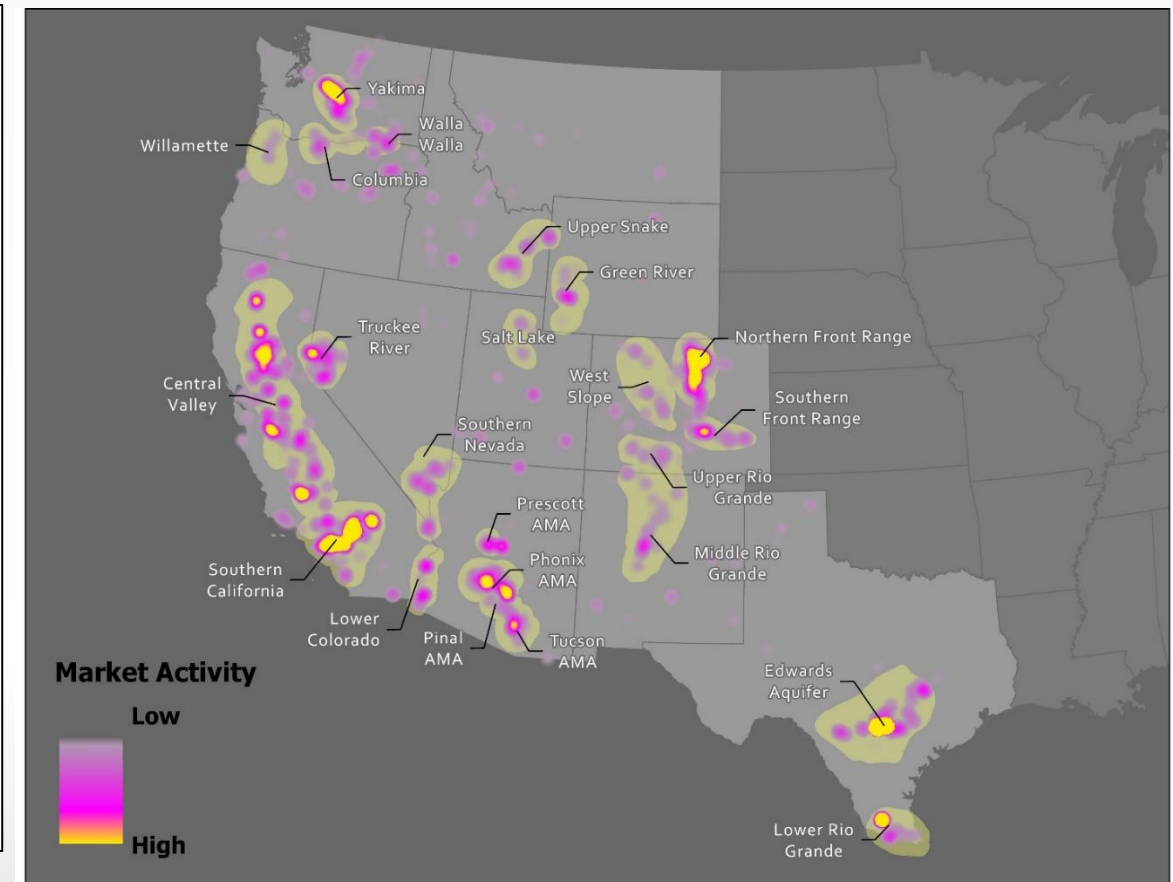 Yakima
Walla
Walla
Willamette
Columbia
Upper Snake
Green River
Truckee
River
Salt Lake
Northern Front Range
West
Slope
Central
Valley
Southern
Front Range
Southern
Nevada
Upper Rio
Grande
Prescott
AMA
Middle Rio
Grande
Phonix
AMA
Southern
California
Lower
Colorado
Pinal
AMA
Tucson
AMA
Edwards
Aquifer
Market Activity
Low
High
Lower Rio
Grande